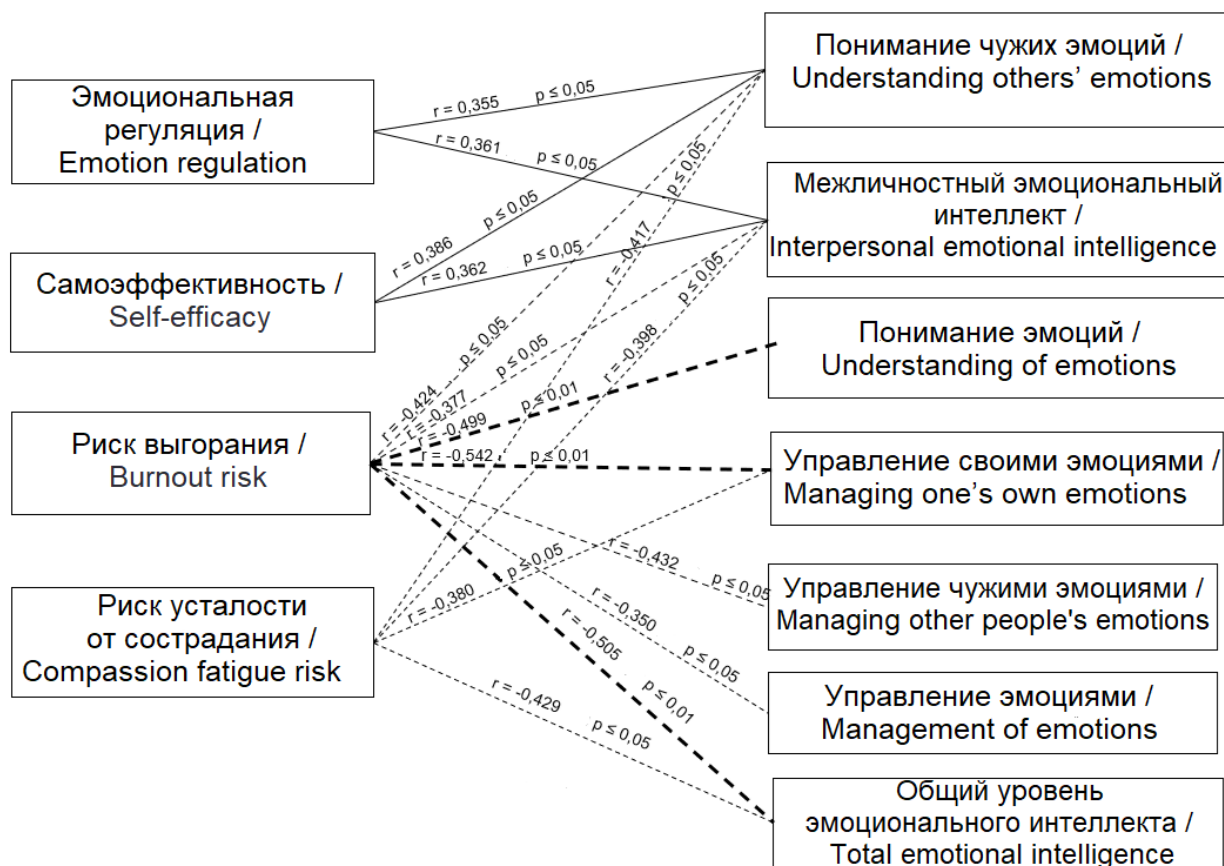 Эмоциональная
регуляция /
Emotion regulation
Самоэффективность /
Self-efficacy
Риск выгорания /
Burnout risk
Риск усталости
от сострадания /
Compassion fatigue risk
r = 0,355 p ≤ 0,05
r = 0,361 p ≤ 0,05
r = 0,386 p ≤ 0,05
r = 0,362 p ≤ 0,05
r = -0,424 p ≤ 0,05
r = -0,377 p ≤ 0,05
r = -0,499 p ≤ 0,01
r = -0,542 p ≤ 0,01
r = -0,432 p ≤ 0,05
r = -0,350 p ≤ 0,05
r = -0,505 p ≤ 0,01
r = -0,417 p ≤ 0,05
r = -0,398 p ≤ 0,05
r = -0,380 p ≤ 0,05
r = -0,429 p ≤ 0,05
Понимание чужих эмоций /
Understanding others’ emotions
Межличностный эмоциональный
интеллект /
Interpersonal emotional intelligence
Понимание эмоций /
Understanding of emotions
Управление своими эмоциями /
Managing one’s own emotions
Управление чужими эмоциями /
Managing other people's emotions
Управление эмоциями /
Management of emotions
Общий уровень
эмоционального интеллекта /
Total emotional intelligence